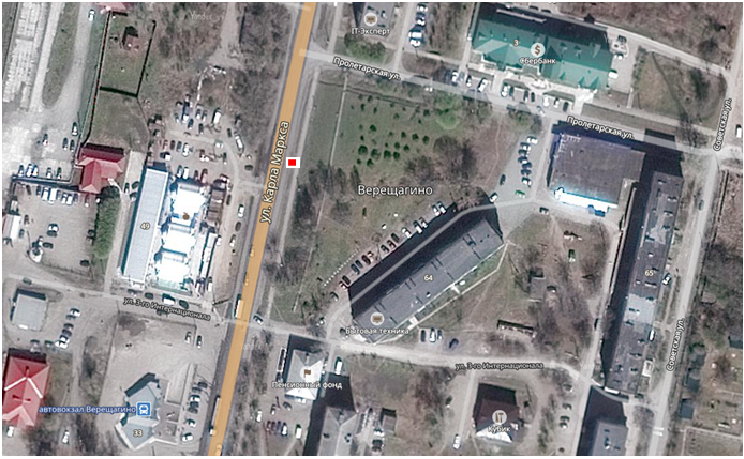 IT-эксперт
3
Сбербанк
Пролетарская ул.
Пролетарская ул.
Советская ул.
ул. Карла Маркса
Верещагино
49
64
65
ул. 3-го Интернационала
Бытовая техника
ул. 3-го Интернационала
Советская ул.
Пенсионный фонд
автовокзал Верещагино
33
Кубик